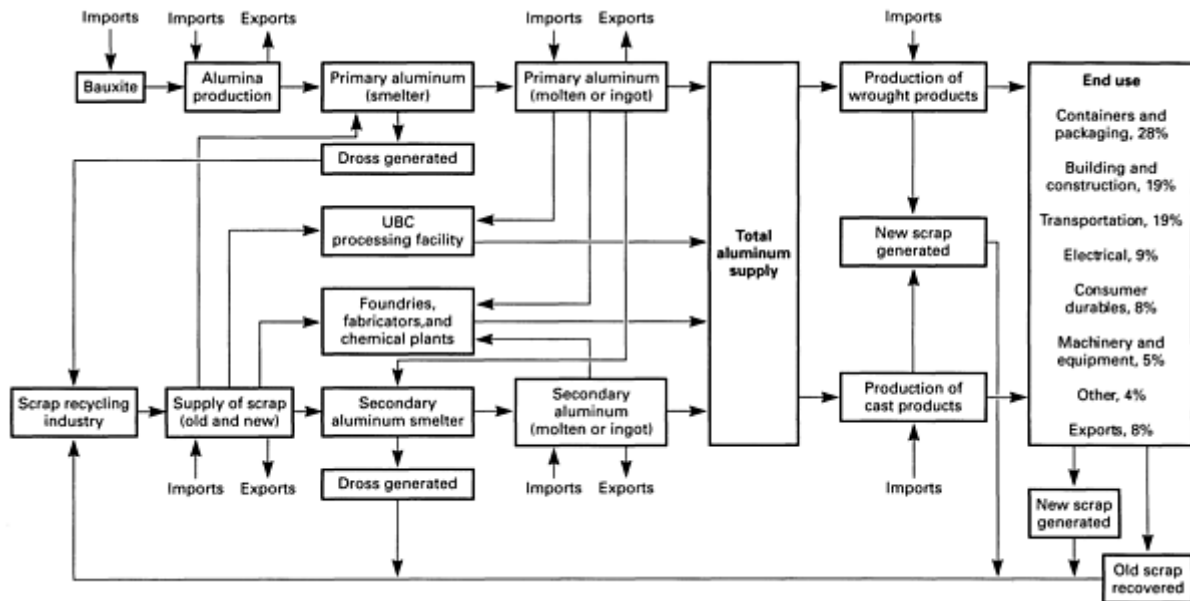 Imports
Imports
Exports
Imports
Exports
Imports
Bauxite
Alumina
production
Primary aluminum
(smelter)
Primary aluminum
(molten or ingot)
Production of
wrought products
End use
Containers and
packaging, 28%
Building and
construction, 19%
Transportation, 19%
Electrical, 9%
Consumer
durables, 8%
Machinery and
equipment, 5%
Other, 4%
Exports, 8%
Dross generated
UBC
processing facility
Total
aluminum
supply
New scrap
generated
Foundries,
fabricators,and
chemical plants
Scrap recycling
industry
Supply of scrap
(old and new)
Secondary
aluminum smelter
Secondary
aluminum
(molten or ingot)
Production of
cast products
Imports
Exports
Dross generated
Imports
Exports
Imports
New scrap
generated
Old scrap
recovered